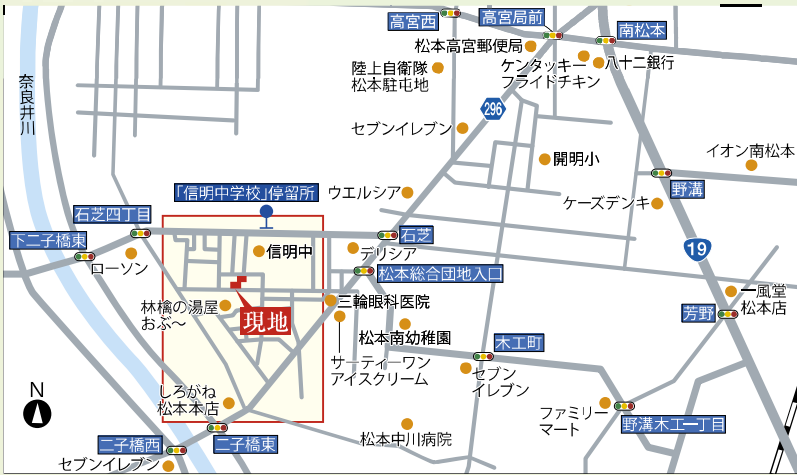 高宮西
高宮局前
南松本
松本高宮郵便局
陸上自衛隊
松本駐屯地
ケンタッキー
フライドチキン
八十二銀行
奈良井川
296
セブンイレブン
開明小
イオン南松本
野溝
ケーズデンキ
「信明中学校」停留所
ウエルシア
石芝四丁目
下二子橋東
ローソン
信明中
石芝
デリシア
19
松本総合団地入口
林檎の湯屋
おぶ～
現地
三輪眼科医院
一風堂
松本店
芳野
松本南幼稚園
木工町
サーティーワン
アイスクリーム
セブン
イレブン
N
しろがね
松本本店
ファミリー
マート
野溝木工一丁目
二子橋西
二子橋東
松本中川病院
セブンイレブン